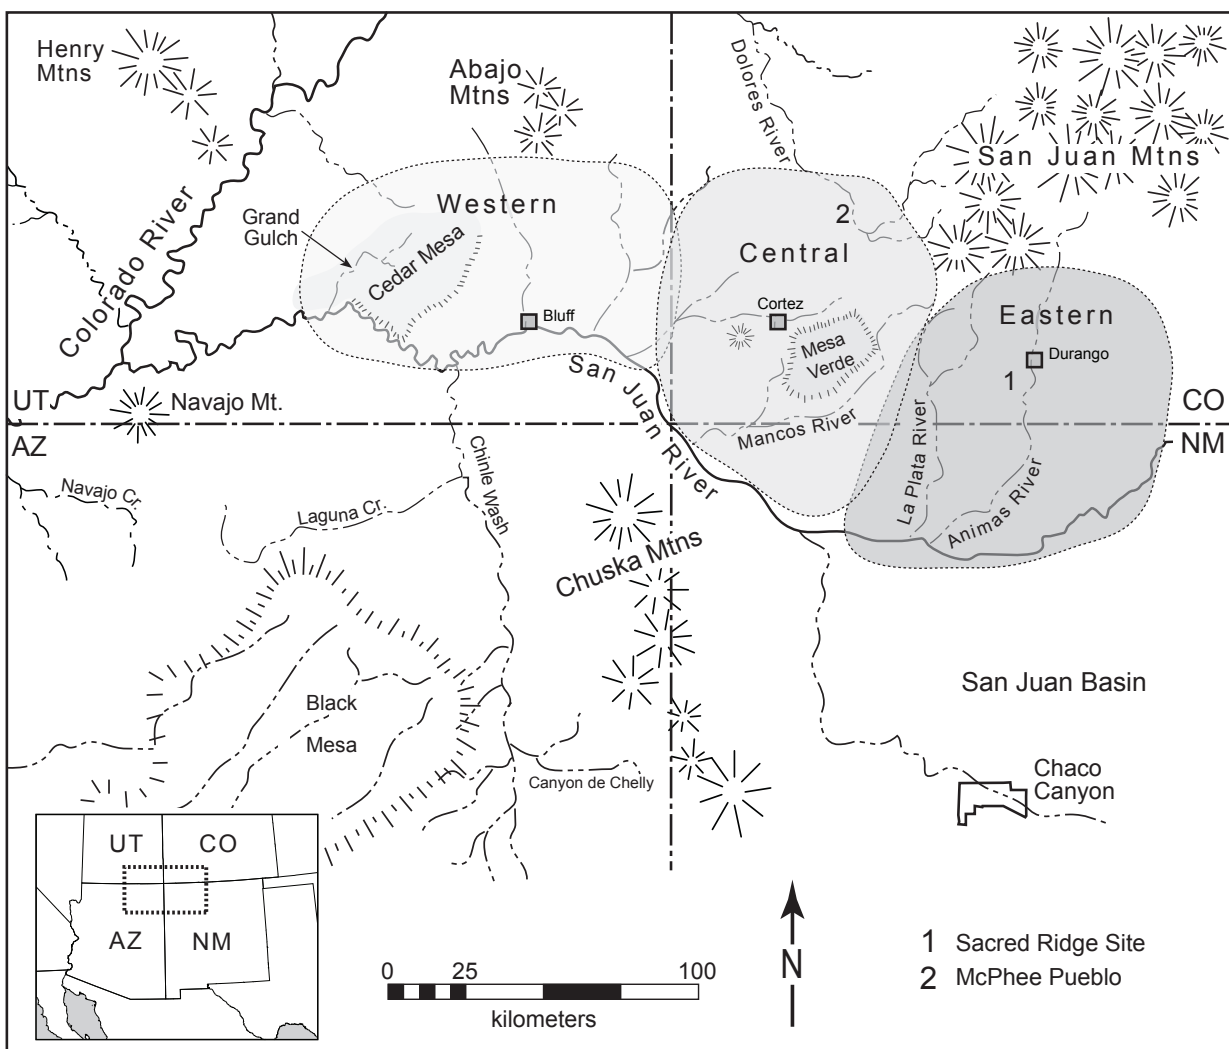 Henry
Mtns
Abajo
Mtns
Dolores River
San Juan Mtns
Colorado River
Grand
Gulch
Western
Cedar Mesa
Bluff
2
Central
Cortez
Mesa
Verde
Eastern
Durango
1
San Juan River
Mancos River
La Plata River
Animas River
UT
AZ
CO
NM
Navajo Mt.
Navajo Cr.
Laguna Cr.
Chinle Wash
Chuska Mtns
Black
Mesa
Canyon de Chelly
San Juan Basin
Chaco
Canyon
UT
CO
AZ
NM
0
25
100
kilometers
N
1 Sacred Ridge Site
2 McPhee Pueblo